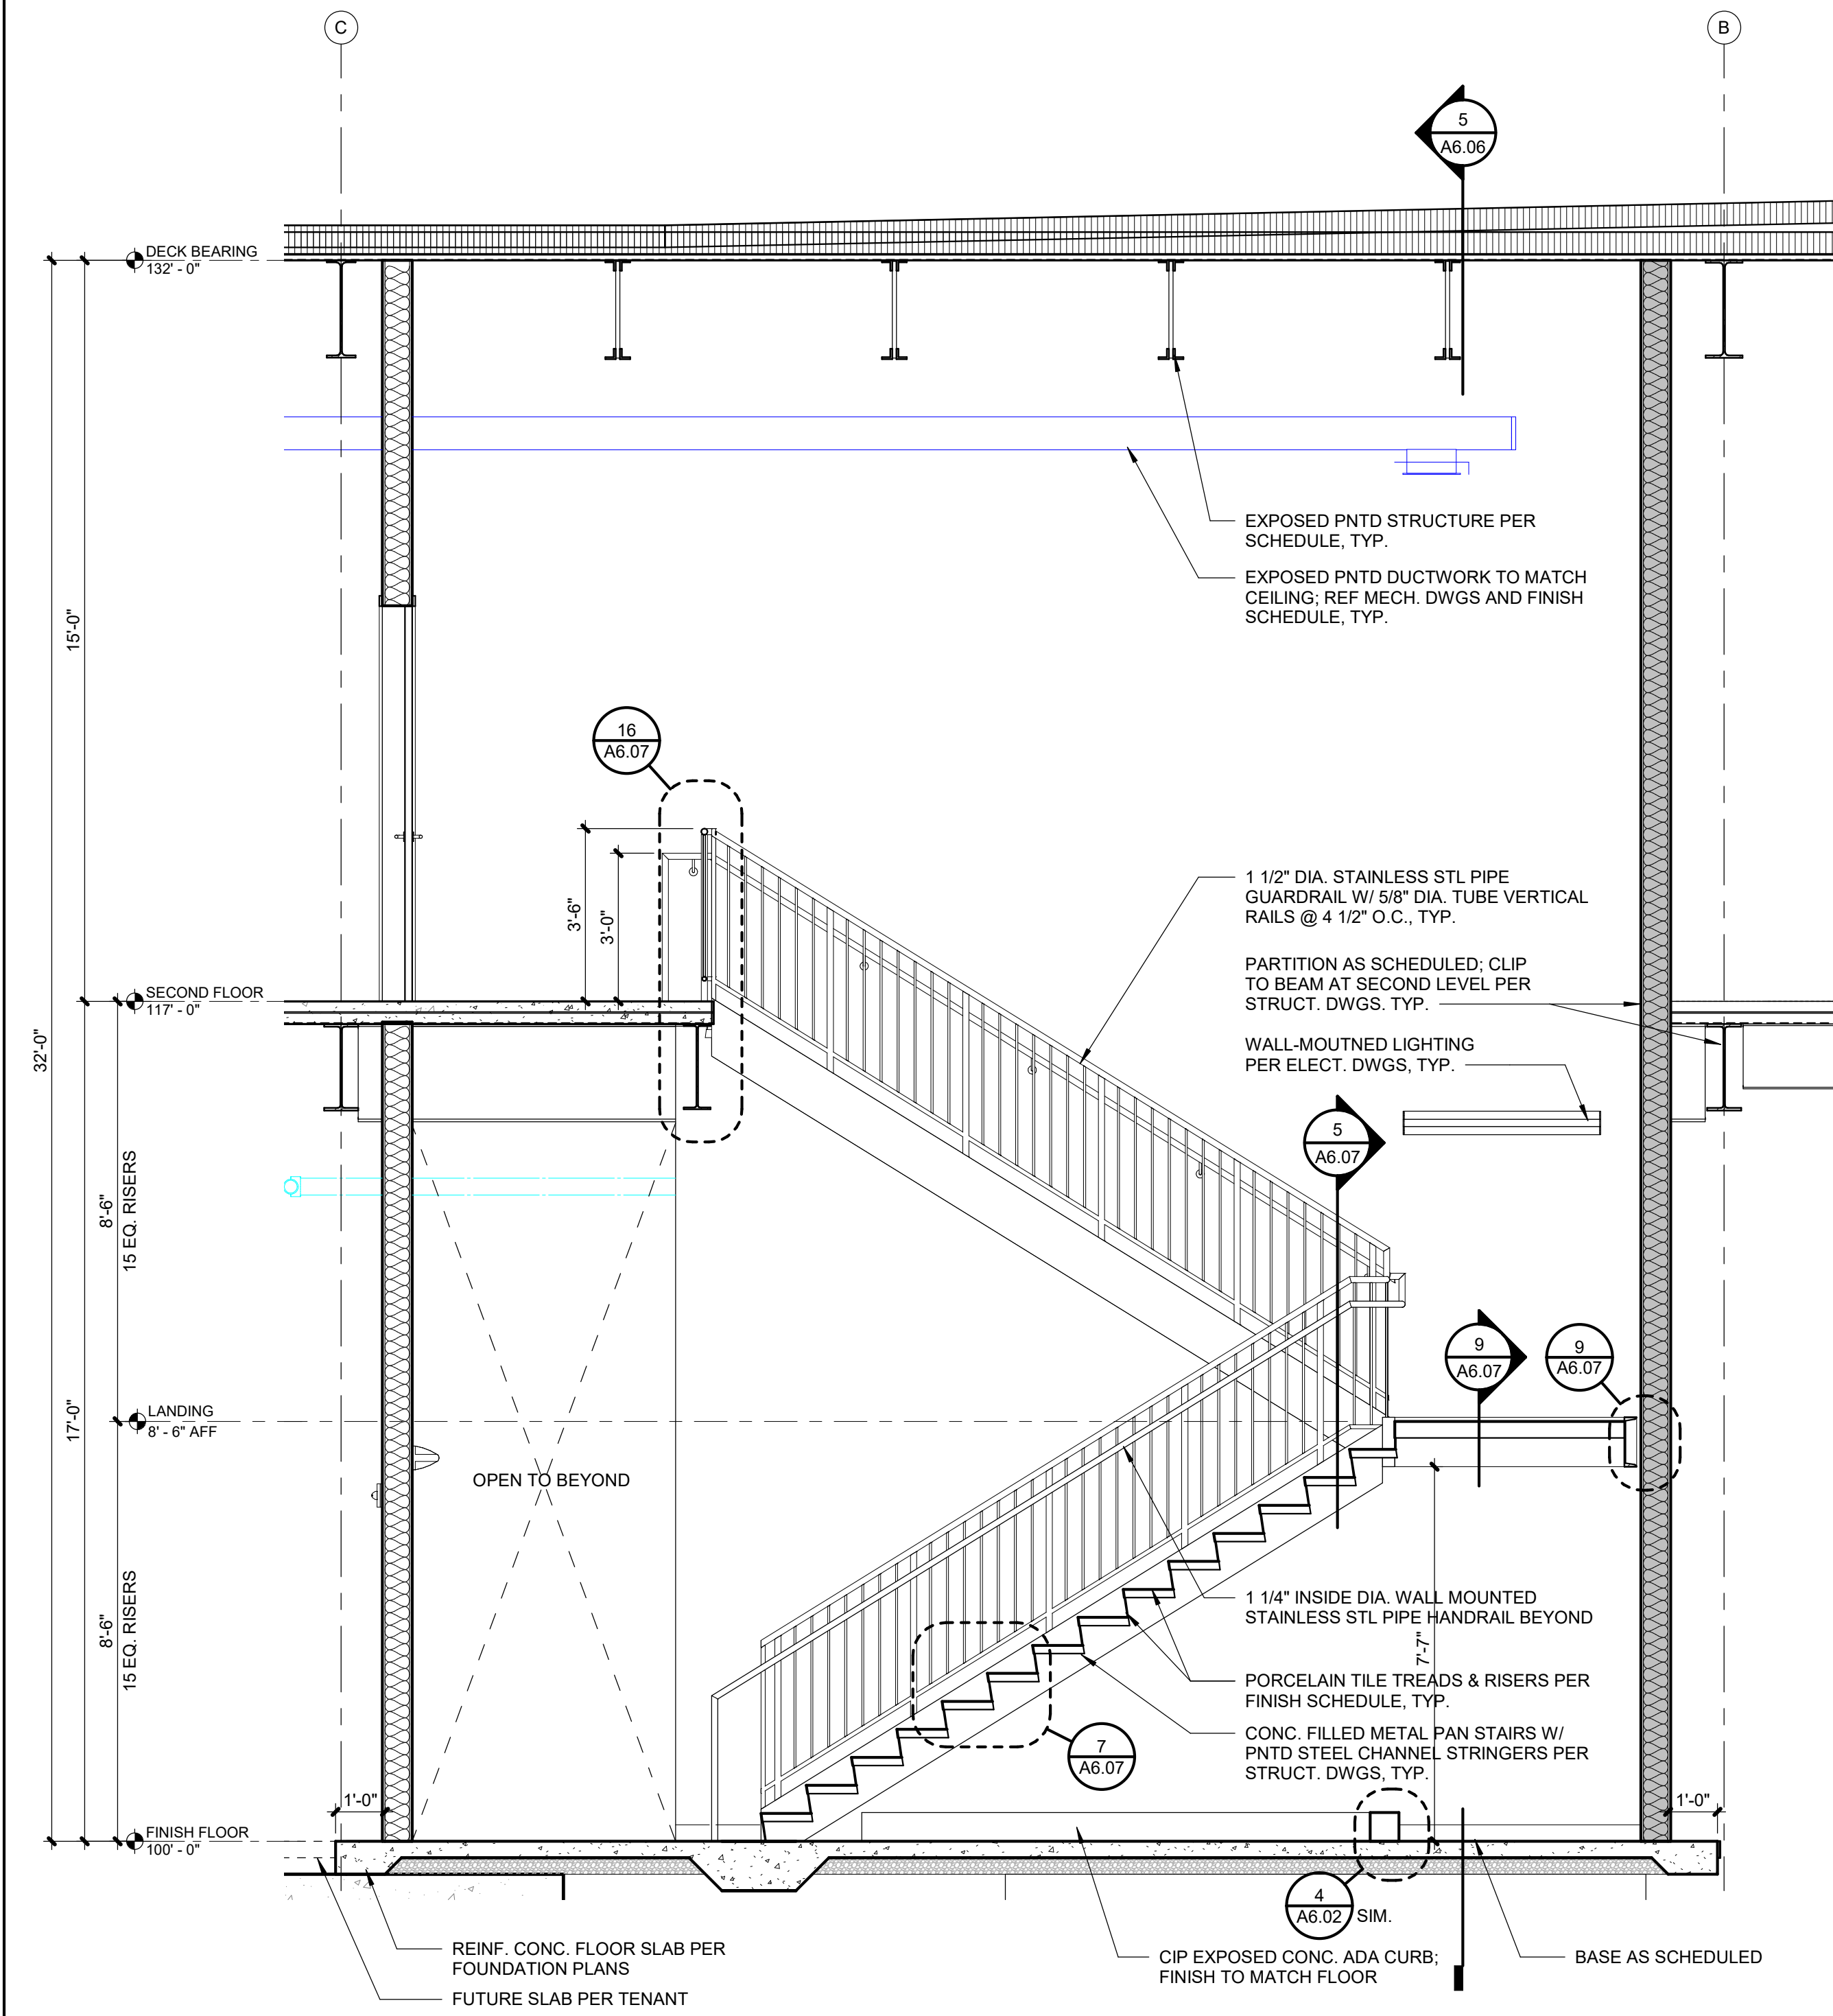 C
B
5
A6.06
DECK BEARING
132' - 0"
EXPOSED PNTD STRUCTURE PER
SCHEDULE, TYP.
EXPOSED PNTD DUCTWORK TO MATCH
CEILING; REF MECH. DWGS AND FINISH
SCHEDULE, TYP.
15'-0"
16
A6.07
3'-6"
3'-0"
1 1/2" DIA. STAINLESS STL PIPE
GUARDRAIL W/ 5/8" DIA. TUBE VERTICAL
RAILS @ 4 1/2" O.C., TYP.
PARTITION AS SCHEDULED; CLIP
TO BEAM AT SECOND LEVEL PER
STRUCT. DWGS. TYP.
SECOND FLOOR
117' - 0"
32'-0"
WALL-MOUTNED LIGHTING
PER ELECT. DWGS, TYP.
5
A6.07
8'-6"
15 EQ. RISERS
9
A6.07
9
A6.07
17'-0"
LANDING
8' - 6" AFF
OPEN TO BEYOND
8'-6"
15 EQ. RISERS
1 1/4" INSIDE DIA. WALL MOUNTED
STAINLESS STL PIPE HANDRAIL BEYOND
7'-7"
PORCELAIN TILE TREADS & RISERS PER
FINISH SCHEDULE, TYP.
CONC. FILLED METAL PAN STAIRS W/
PNTD STEEL CHANNEL STRINGERS PER
STRUCT. DWGS, TYP.
7
A6.07
1'-0"
1'-0"
FINISH FLOOR
100' - 0"
4
A6.02
SIM.
REINF. CONC. FLOOR SLAB PER
FOUNDATION PLANS
FUTURE SLAB PER TENANT
CIP EXPOSED CONC. ADA CURB;
FINISH TO MATCH FLOOR
BASE AS SCHEDULED